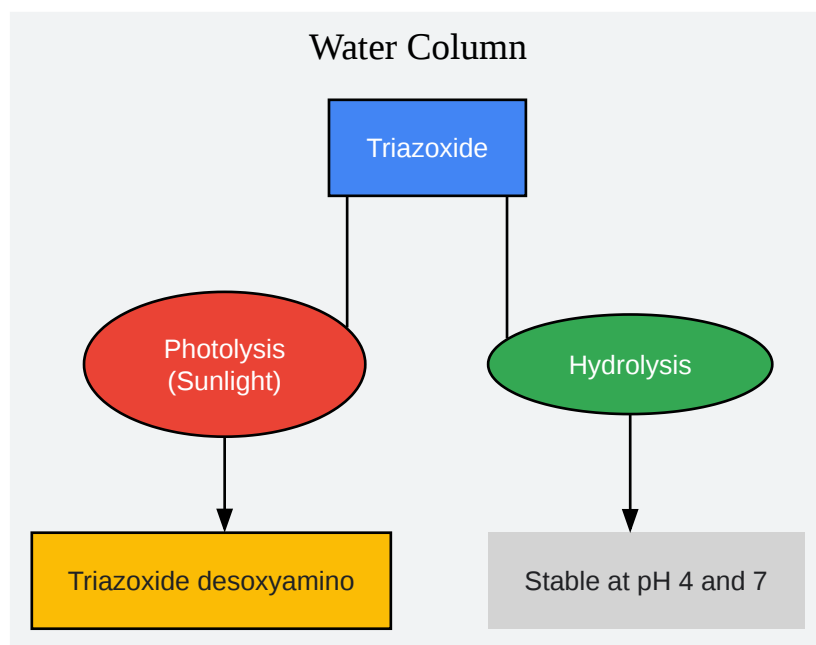 Water Column
Triazoxide
Photolysis
(Sunlight)
Hydrolysis
Triazoxide desoxyamino
Stable at pH 4 and 7